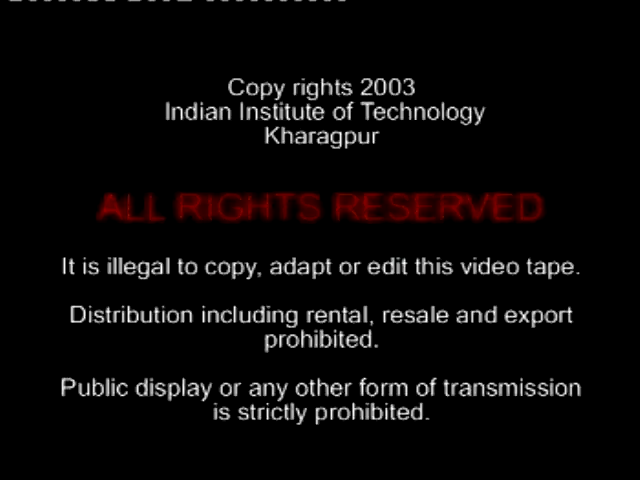 Copy rights 2003
Indian Institute of Technology
Kharagpur
ALL RIGHTS RESERVED
It is illegal to copy, adapt or edit this video tape.
Distribution including rental, resale and export
prohibited.
Public display or any other form of transmission
is strictly prohibited.